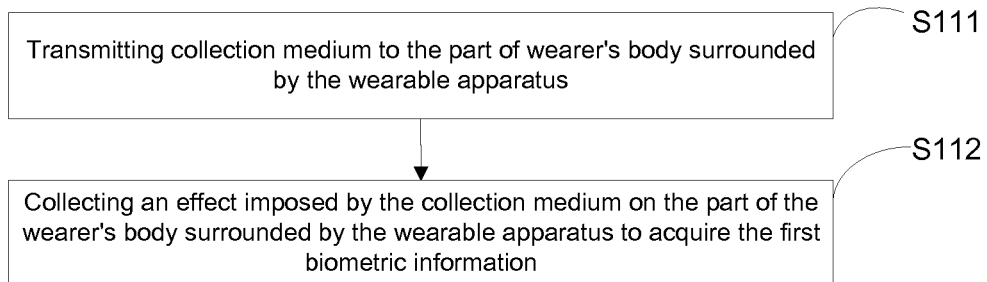 S111
Transmitting collection medium to the part of wearer's body surrounded
by the wearable apparatus
S112
Collecting an effect imposed by the collection medium on the part of the
wearer's body surrounded by the wearable apparatus to acquire the first
biometric information